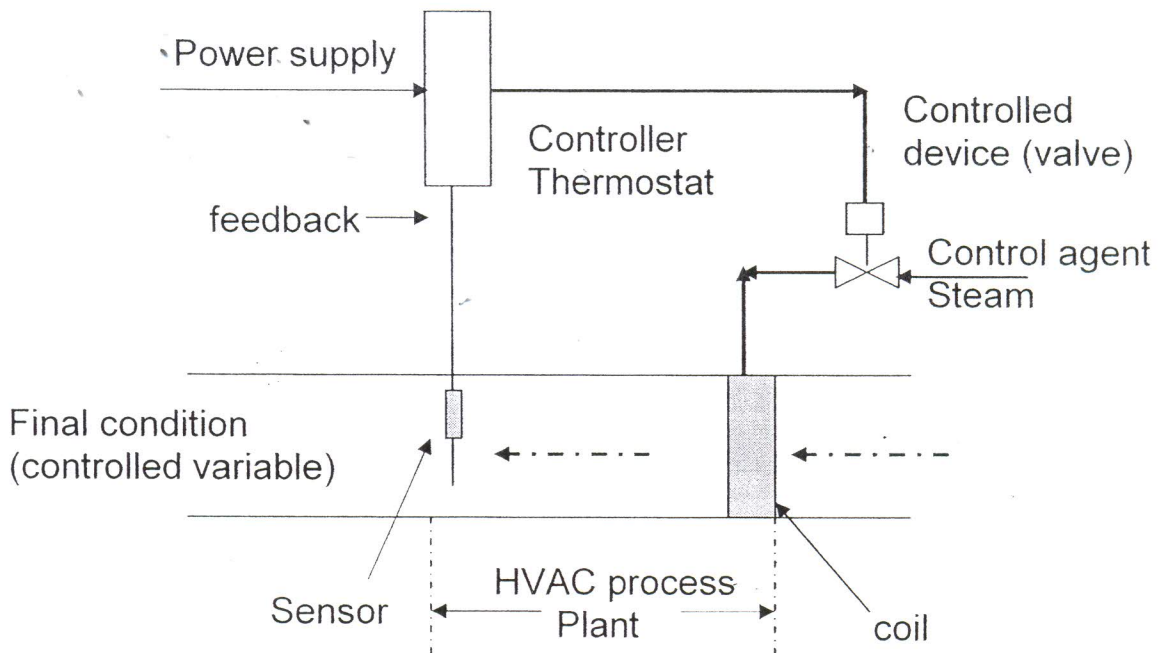 Power supply
Controlled
device (valve)
Controller
Thermostat
feedback
Control agent
Steam
Final condition
(controlled variable)
HVAC process
Plant
Sensor
coil